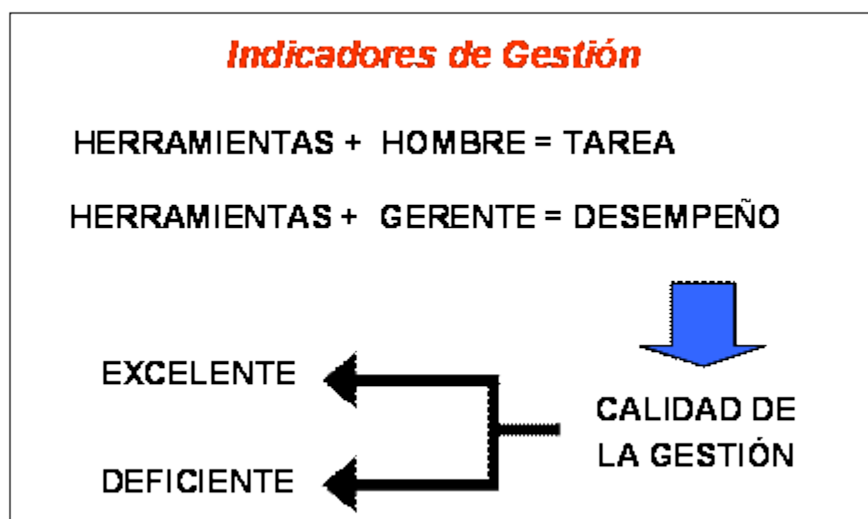 Indicadores de Gestión
HERRAMIENTAS + HOMBRE = TAREA
HERRAMIENTAS + GERENTE = DESEMPEÑO
EXCELENTE
CALIDAD DE
LA GESTIÓN
DEFICIENTE